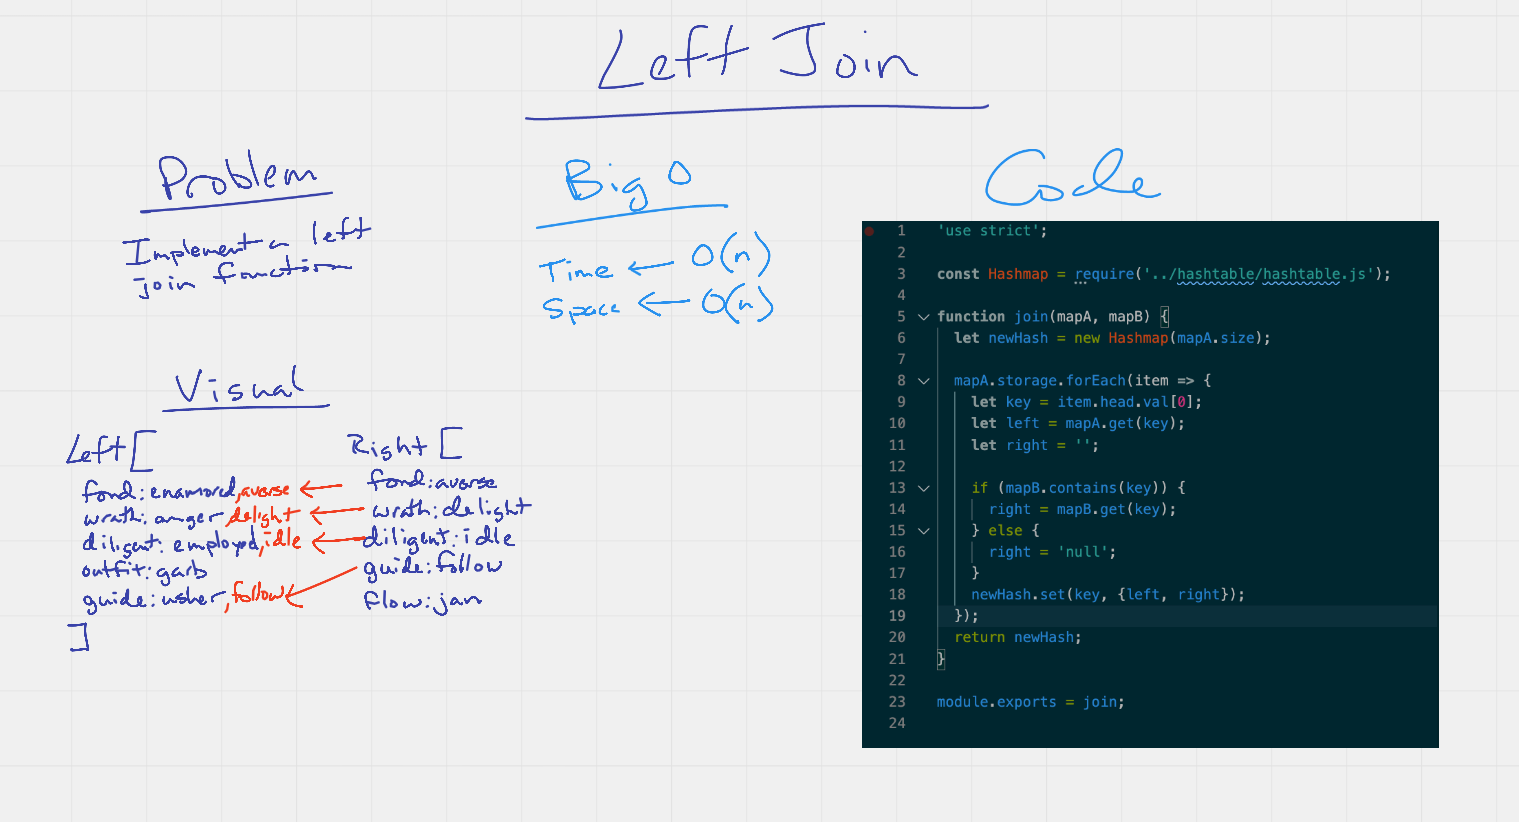 Left Join
Problem
Implement a left
join function
Big O
Time ← O(n)
Space ← O(n)
Visual
Left [
fond: enamored, averse
wrath: anger, delight
diligent: employed, idle
outfit: garb
guide: usher, follow
]
Right [
fond: averse
wrath: delight
diligent: idle
guide: follow
flow: jam
Code
1 'use strict';
2
3 const Hashmap = require('../hashtable/hashtable.js');
4
5 function join(mapA, mapB) {
6 let newHash = new Hashmap(mapA.size);
7
8 mapA.storage.forEach(item => {
9 let key = item.head.val[0];
10 let left = mapA.get(key);
11 let right = '';
12
13 if (mapB.contains(key)) {
14 right = mapB.get(key);
15 } else {
16 right = 'null';
17 }
18 newHash.set(key, {left, right});
19 });
20 return newHash;
21 }
22
23 module.exports = join;
24